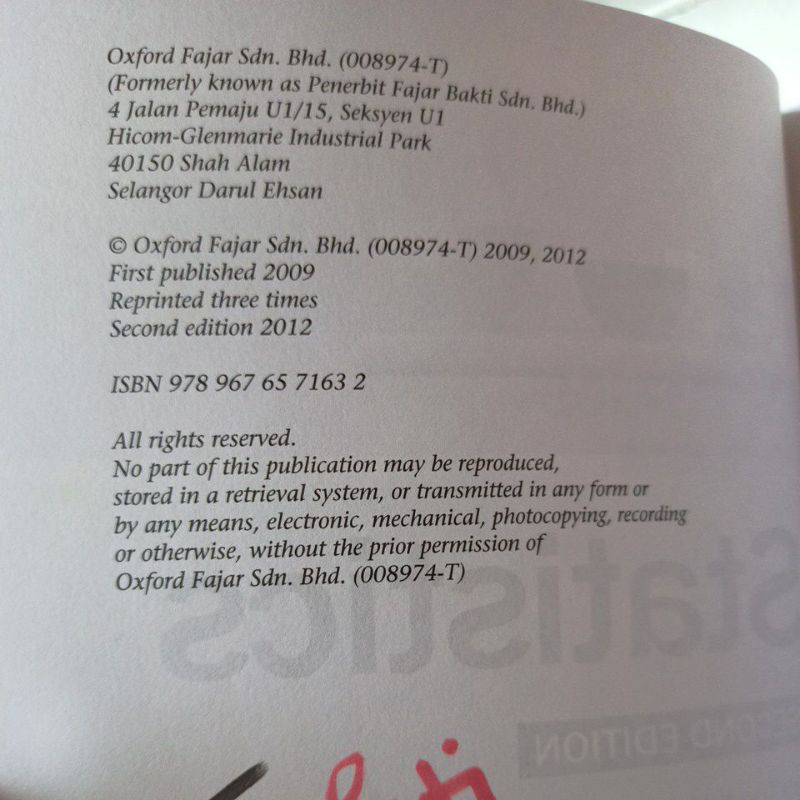 Oxford Fajar Sdn. Bhd. (008974-T)
(Formerly known as Penerbit Fajar Bakti Sdn. Bhd.)
4 Jalan Pemaju U1/15, Seksyen U1
Hicom-Glenmarie Industrial Park
40150 Shah Alam
Selangor Darul Ehsan
© Oxford Fajar Sdn. Bhd. (008974-T) 2009, 2012
First published 2009
Reprinted three times
Second edition 2012
ISBN 978 967 65 7163 2
All rights reserved.
No part of this publication may be reproduced,
stored in a retrieval system, or transmitted in any form or
by any means, electronic, mechanical, photocopying, recording
or otherwise, without the prior permission of
Oxford Fajar Sdn. Bhd. (008974-T)
Statistics
SECOND EDITION